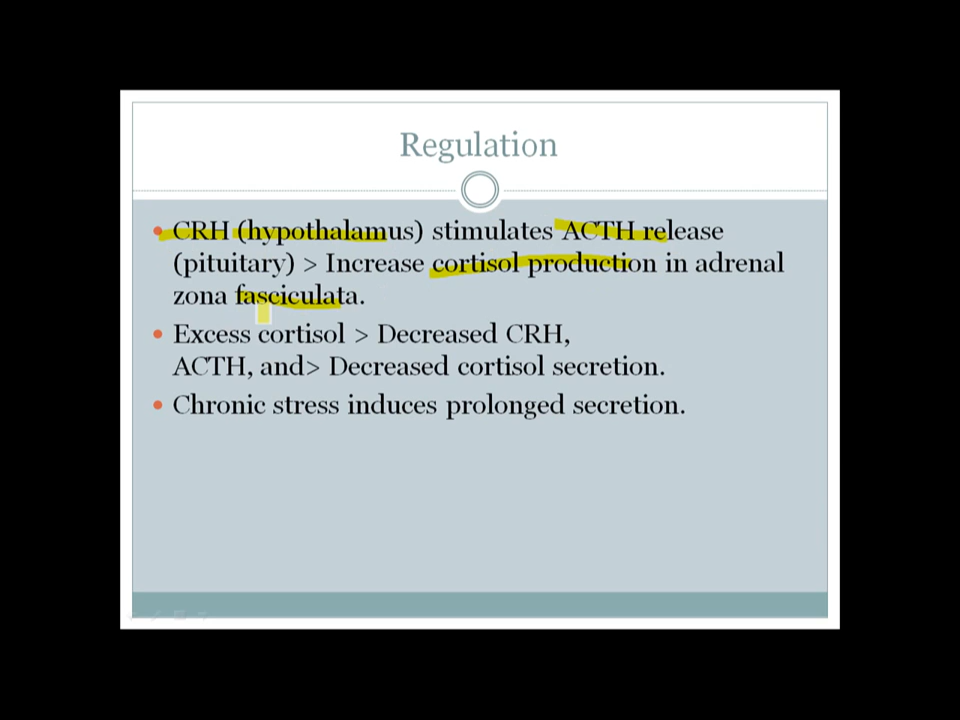 Regulation
CRH (hypothalamus) stimulates ACTH release
(pituitary) > Increase cortisol production in adrenal
zona fasciculata.
Excess cortisol > Decreased CRH,
ACTH, and> Decreased cortisol secretion.
Chronic stress induces prolonged secretion.